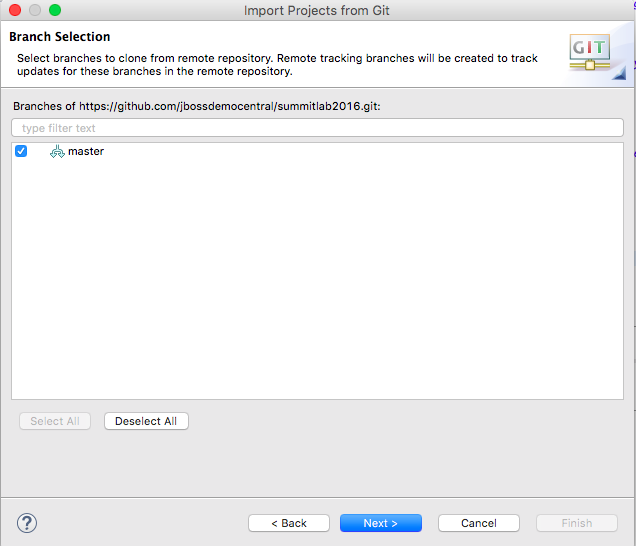 Import Projects from Git
Branch Selection
Select branches to clone from remote repository. Remote tracking branches will be created to track
updates for these branches in the remote repository.
GIT
Branches of https://github.com/jbossdemocentral/summitlab2016.git:
type filter text
master
Select All
Deselect All
?
< Back
Next >
Cancel
Finish